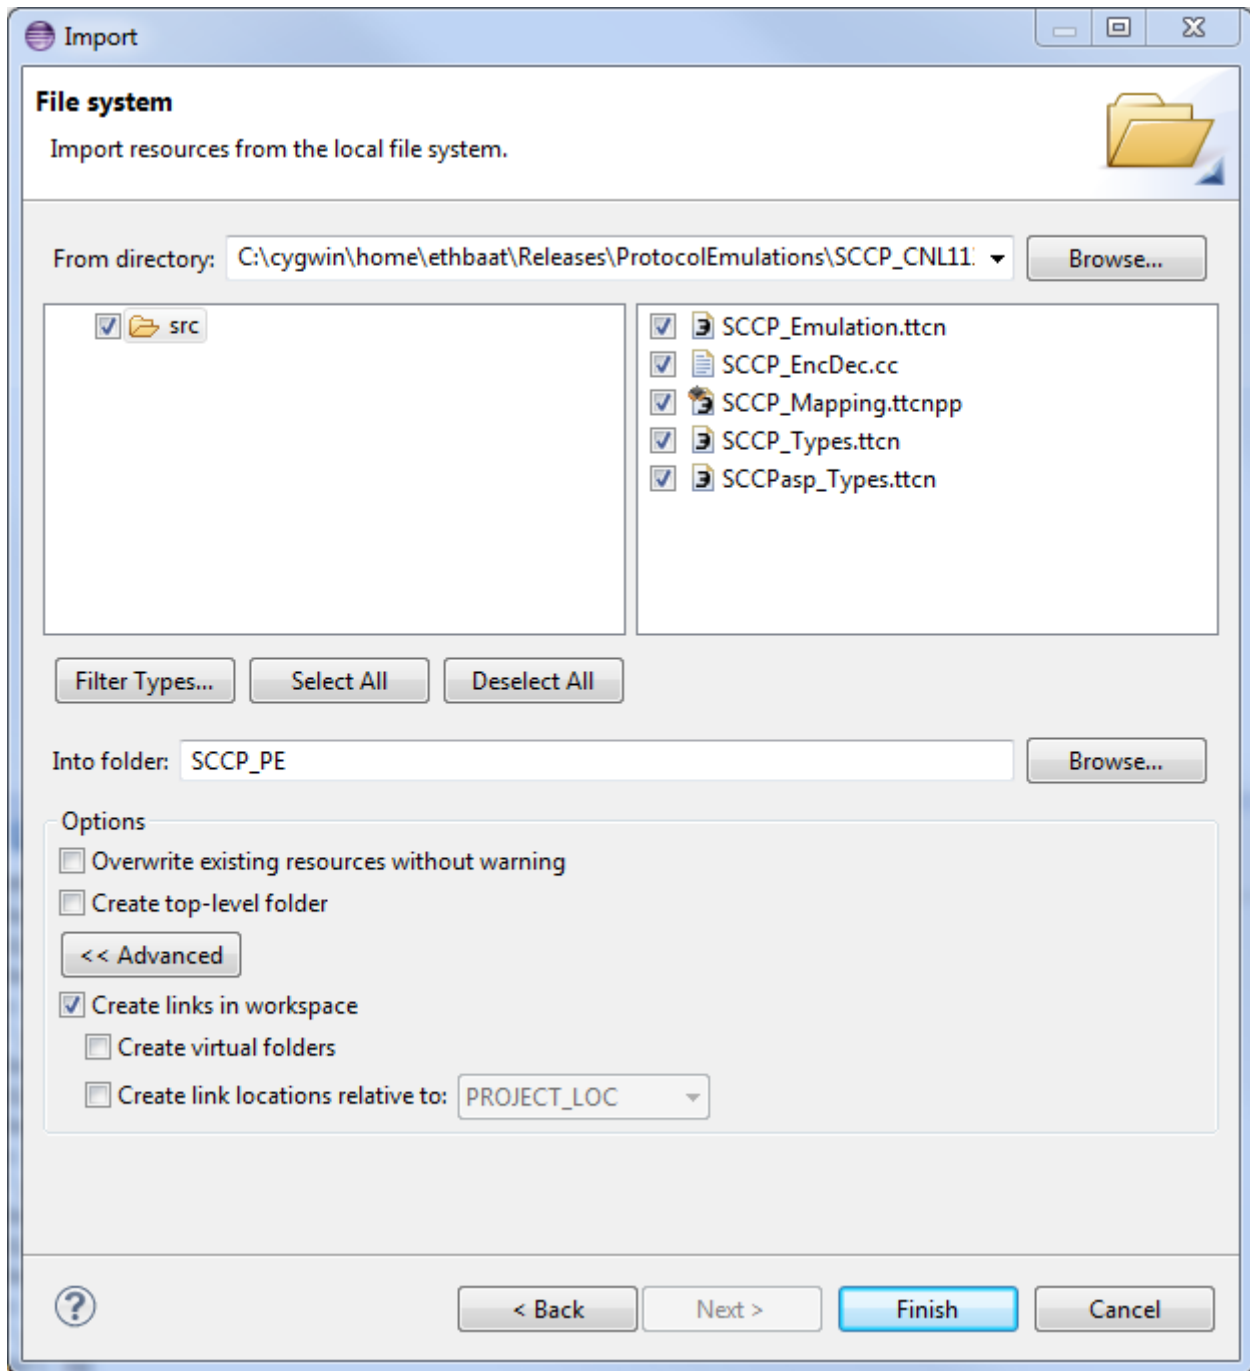 Import
File system
Import resources from the local file system.
From directory: C:\cygwin\home\ethbaat\Releases\ProtocolEmulations\SCCP_CNL11 Browse...
src
SCCP_Emulation.ttcn
SCCP_EncDec.cc
SCCP_Mapping.ttcnpp
SCCP_Types.ttcn
SCCPasp_Types.ttcn
Filter Types... Select All Deselect All
Into folder: SCCP_PE Browse...
Options
Overwrite existing resources without warning
Create top-level folder
<< Advanced
Create links in workspace
Create virtual folders
Create link locations relative to: PROJECT_LOC
< Back Next > Finish Cancel